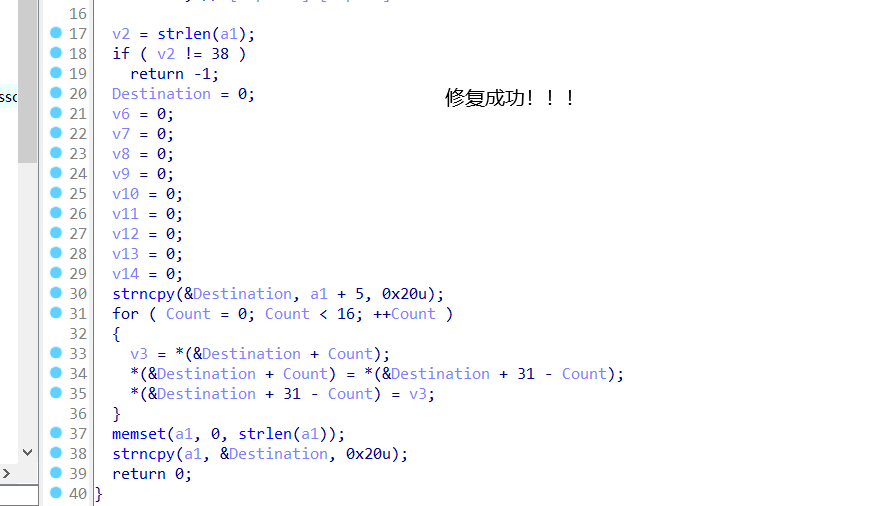 16
17 v2 = strlen(a1);
18 if ( v2 != 38 )
19 return -1;
20 Destination = 0;
修复成功！！！
21 v6 = 0;
22 v7 = 0;
23 v8 = 0;
24 v9 = 0;
25 v10 = 0;
26 v11 = 0;
27 v12 = 0;
28 v13 = 0;
29 v14 = 0;
30 strncpy(&Destination, a1 + 5, 0x20u);
31 for ( Count = 0; Count < 16; ++Count )
32 {
33 v3 = *(&Destination + Count);
34 *(&Destination + Count) = *(&Destination + 31 - Count);
35 *(&Destination + 31 - Count) = v3;
36 }
37 memset(a1, 0, strlen(a1));
38 strncpy(a1, &Destination, 0x20u);
39 return 0;
40 }